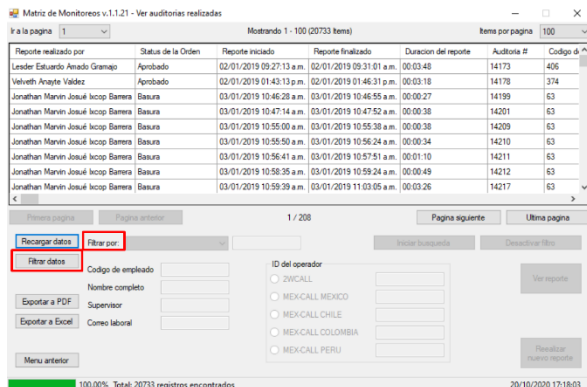 Matriz de Monitoreos v.1.1.21 - Ver auditorias realizadas
Ir a la pagina 1 Mostrando 1 - 100 (20733 Items) Items por pagina 100
Reporte realizado por Status de la Orden Reporte iniciado Reporte finalizado Duracion del reporte Auditoria # Codigo de
Lesder Estuardo Amado Gramajo Aprobado 02/01/2019 09:27:13 a.m. 02/01/2019 09:31:01 a.m. 00:03:48 14173 406
Velveth Anayte Valdez Aprobado 02/01/2019 01:43:13 p.m. 02/01/2019 01:46:31 p.m. 00:03:18 14178 374
Jonathan Marvin Josué Ixcop Barrera Basura 03/01/2019 10:46:28 a.m. 03/01/2019 10:46:55 a.m. 00:00:27 14199 63
Jonathan Marvin Josué Ixcop Barrera Basura 03/01/2019 10:47:14 a.m. 03/01/2019 10:47:52 a.m. 00:00:38 14201 63
Jonathan Marvin Josué Ixcop Barrera Basura 03/01/2019 10:55:00 a.m. 03/01/2019 10:55:38 a.m. 00:00:38 14209 63
Jonathan Marvin Josué Ixcop Barrera Basura 03/01/2019 10:55:50 a.m. 03/01/2019 10:56:24 a.m. 00:00:34 14210 63
Jonathan Marvin Josué Ixcop Barrera Basura 03/01/2019 10:56:41 a.m. 03/01/2019 10:57:51 a.m. 00:01:10 14211 63
Jonathan Marvin Josué Ixcop Barrera Basura 03/01/2019 10:58:35 a.m. 03/01/2019 10:59:24 a.m. 00:00:49 14212 63
Jonathan Marvin Josué Ixcop Barrera Basura 03/01/2019 10:59:39 a.m. 03/01/2019 11:03:05 a.m. 00:03:26 14217 63
Primera pagina Pagina anterior 1 / 208 Pagina siguiente Ultima pagina
Recargar datos Filtrar por: Iniciar busqueda Desactivar filtro
Filtrar datos
Codigo de empleado
Nombre completo
Supervisor
Correo laboral
ID del operador
2WCALL
MEX-CALL MEXICO
MEX-CALL CHILE
MEX-CALL COLOMBIA
MEX-CALL PERU
Ver reporte
Exportar a PDF
Exportar a Excel
Menu anterior
Reealizar nuevo reporte
100.00% Total: 20733 registros encontrados 20/10/2020 17:18:03